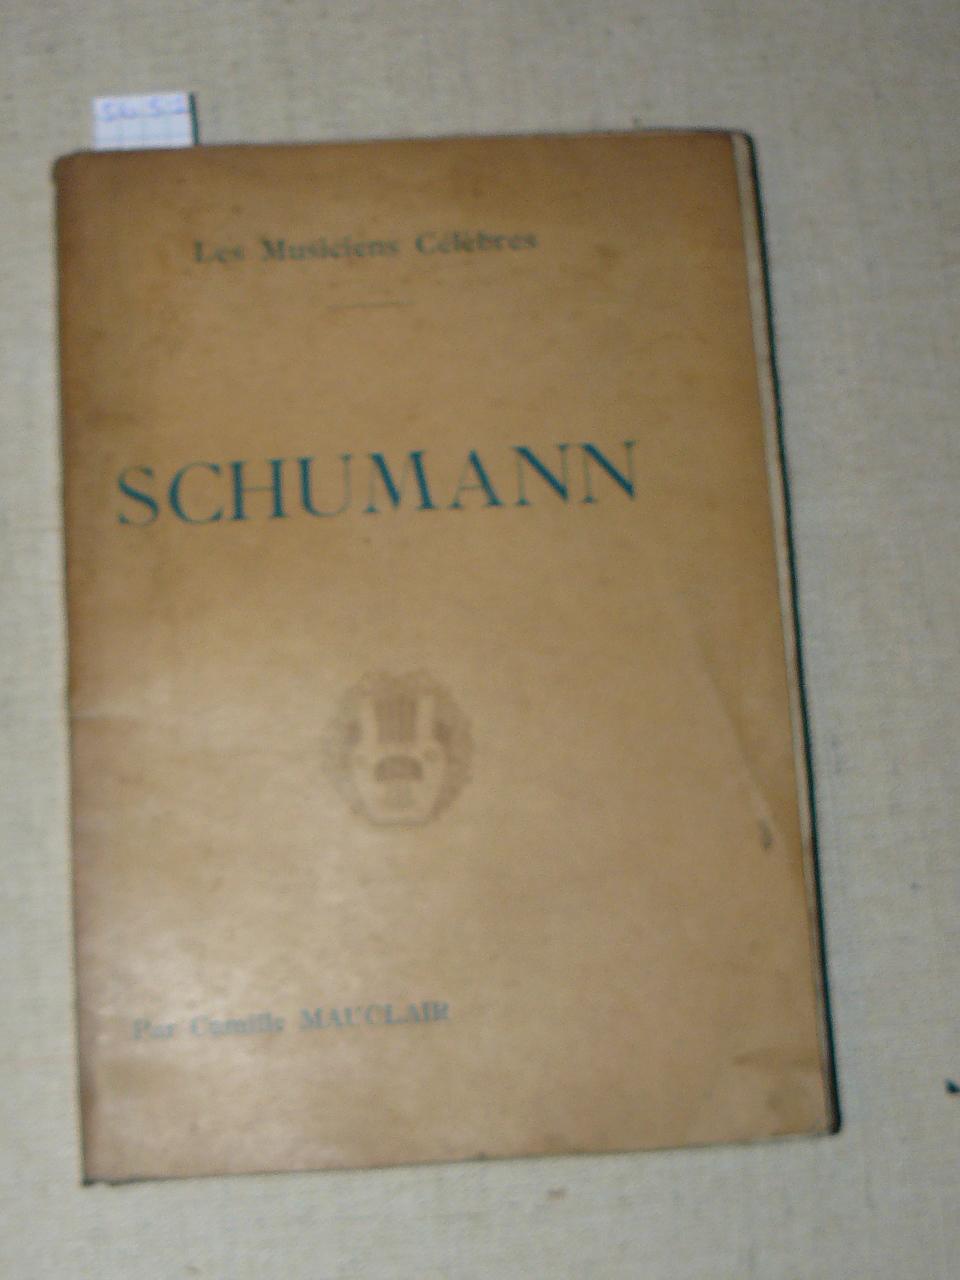 Les Musiciens Célèbres
SCHUMANN
Par Camille MAUCLAIR